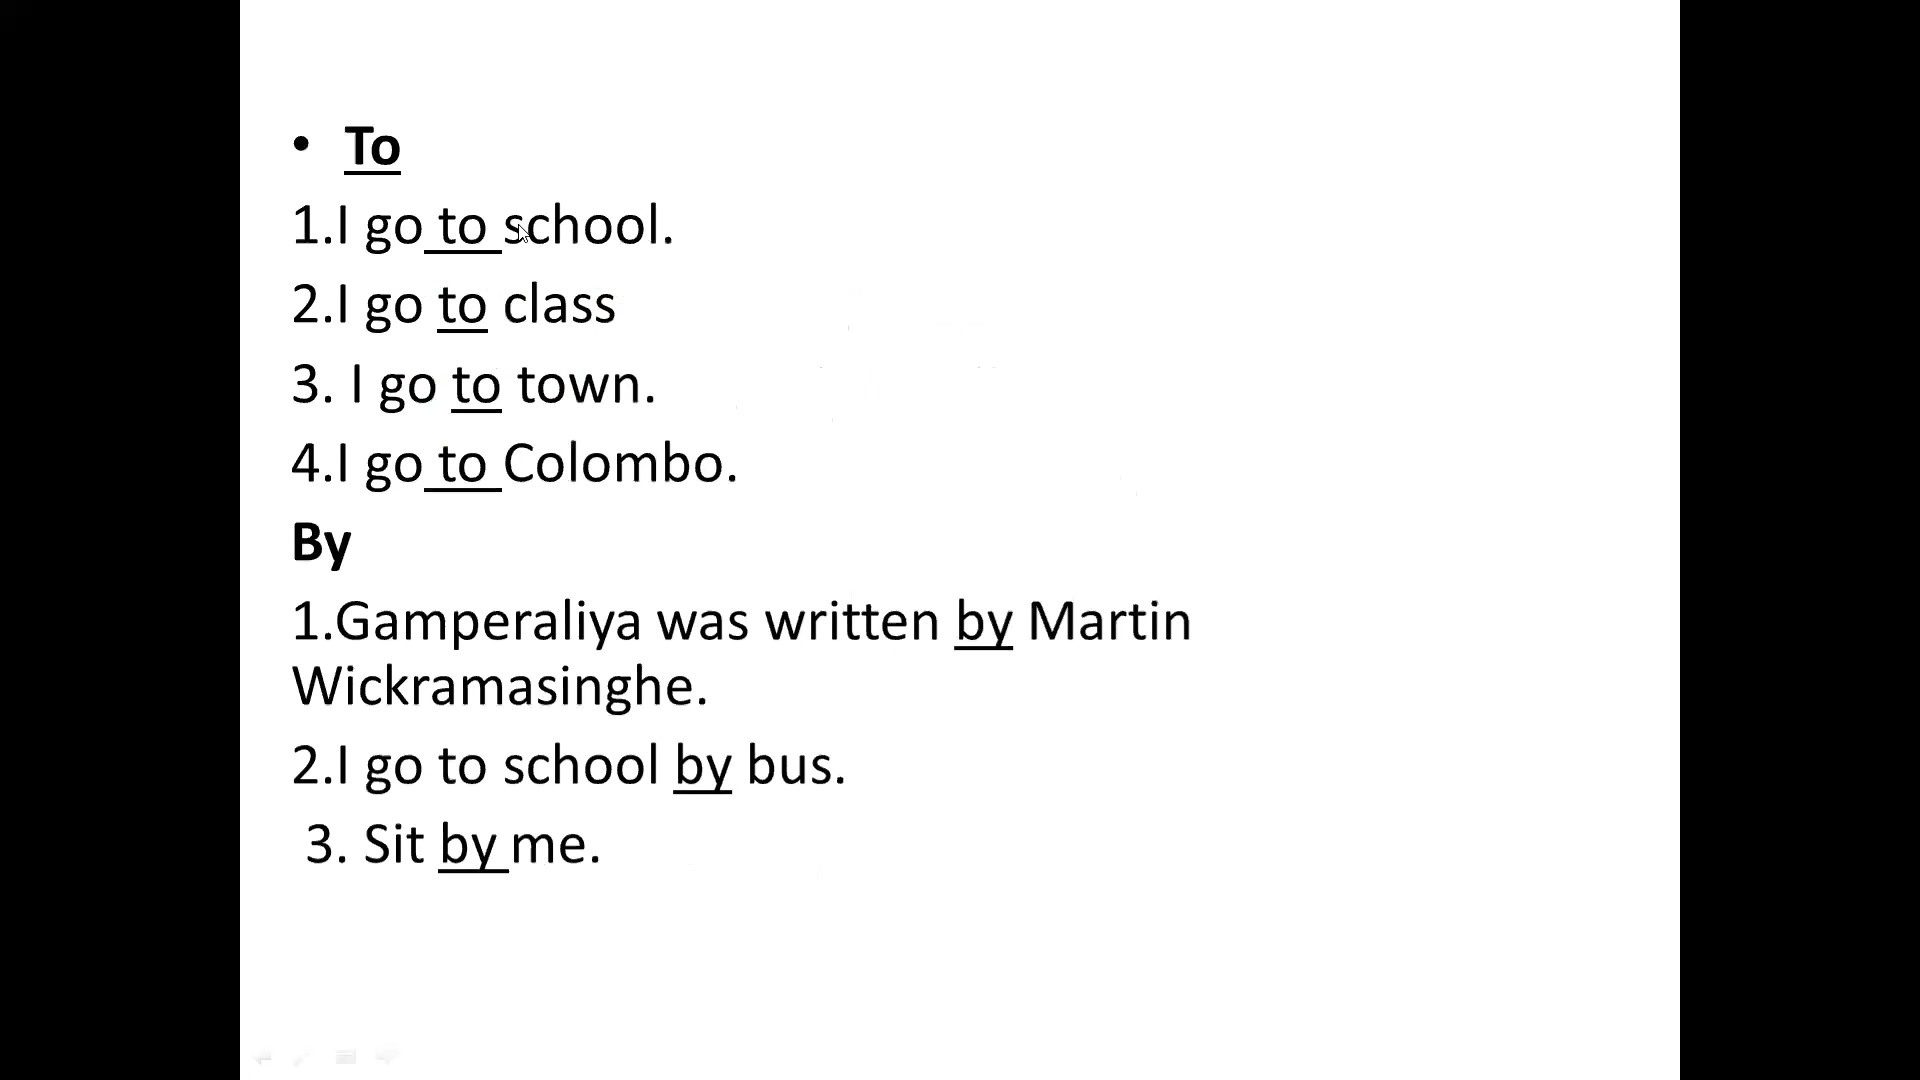 • To
1.I go to school.
2.I go to class
3. I go to town.
4.I go to Colombo.
By
1.Gamperaliya was written by Martin
Wickramasinghe.
2.I go to school by bus.
3. Sit by me.